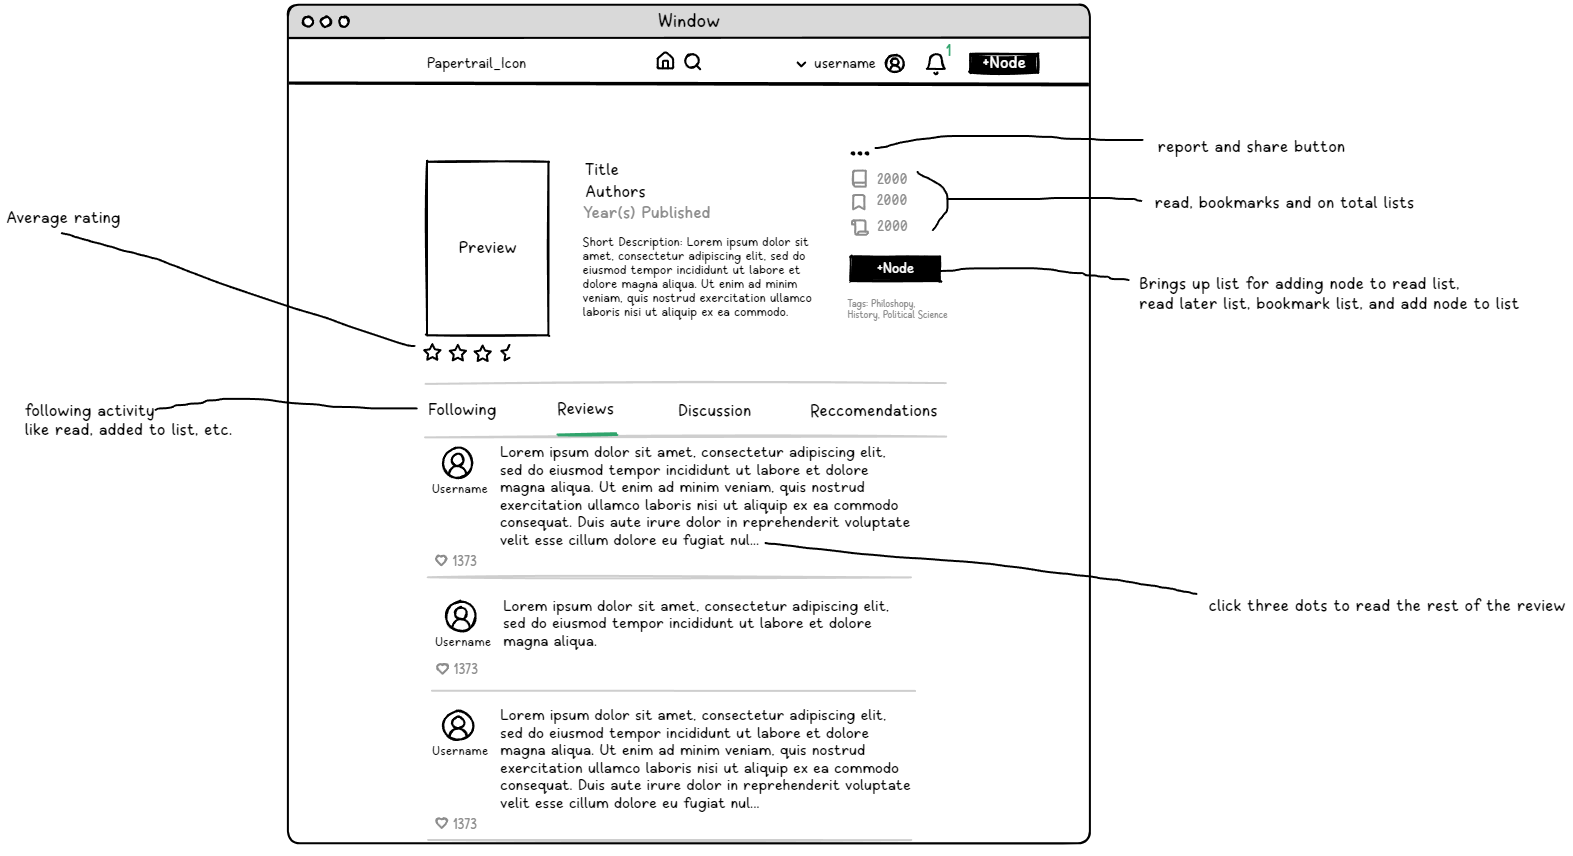 Window
Papertrail_Icon
username
1
+Node
report and share button
Title
Authors
Year(s) Published
Short Description: Lorem ipsum dolor sit
amet, consectetur adipiscing elit, sed do
eiusmod tempor incididunt ut labore et
dolore magna aliqua. Ut enim ad minim
veniam, quis nostrud exercitation ullamco
laboris nisi ut aliquip ex ea commodo.
Preview
2000
2000
2000
read, bookmarks and on total lists
Average rating
+Node
Brings up list for adding node to read list,
read later list, bookmark list, and add node to list
Tags: Philoshopy,
History, Political Science
following activity
like read, added to list, etc.
Following
Reviews
Discussion
Reccomendations
Username
Lorem ipsum dolor sit amet, consectetur adipiscing elit,
sed do eiusmod tempor incididunt ut labore et dolore
magna aliqua. Ut enim ad minim veniam, quis nostrud
exercitation ullamco laboris nisi ut aliquip ex ea commodo
consequat. Duis aute irure dolor in reprehenderit voluptate
velit esse cillum dolore eu fugiat nul...
1373
click three dots to read the rest of the review
Username
Lorem ipsum dolor sit amet, consectetur adipiscing elit,
sed do eiusmod tempor incididunt ut labore et dolore
magna aliqua.
1373
Username
Lorem ipsum dolor sit amet, consectetur adipiscing elit,
sed do eiusmod tempor incididunt ut labore et dolore
magna aliqua. Ut enim ad minim veniam, quis nostrud
exercitation ullamco laboris nisi ut aliquip ex ea commodo
consequat. Duis aute irure dolor in reprehenderit voluptate
velit esse cillum dolore eu fugiat nul...
1373